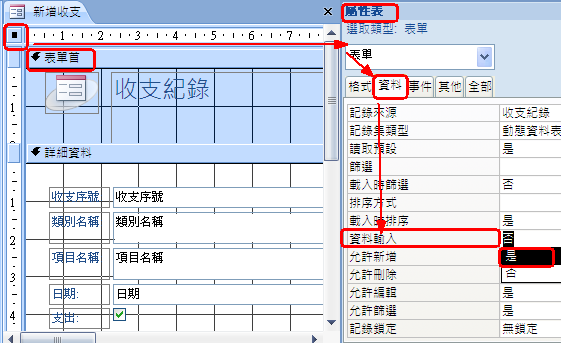 新增收支
屬性表
選取類型: 表單
表單
1 2 3 4 5 6 7
表單首
收支紀錄
詳細資料
收支序號 收支序號
類別名稱 類別名稱
項目名稱 項目名稱
日期: 日期
支出:
格式 資料 事件 其他 全部
記錄來源 收支紀錄
記錄集類型 動態資料表
讀取預設 是
篩選
載入時篩選 否
排序方式
載入時排序 是
資料輸入 否
允許新增 是
允許刪除 否
允許編輯 是
允許篩選 是
記錄鎖定 無鎖定
1
1
2
3
4